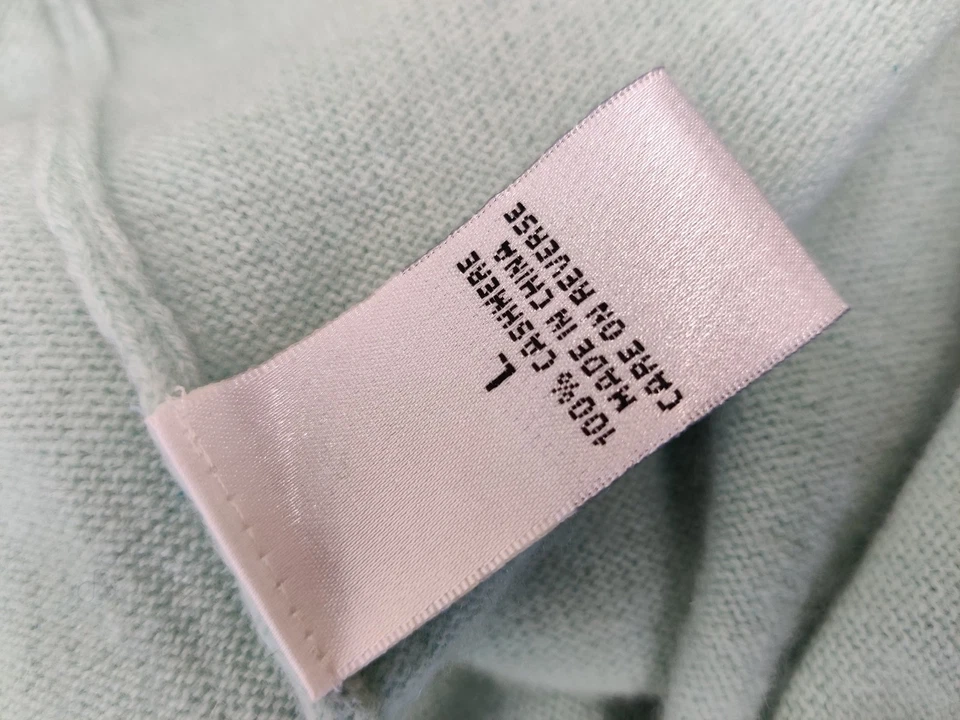 L
100% CASHMERE
MADE IN CHINA
CARE ON REVERSE